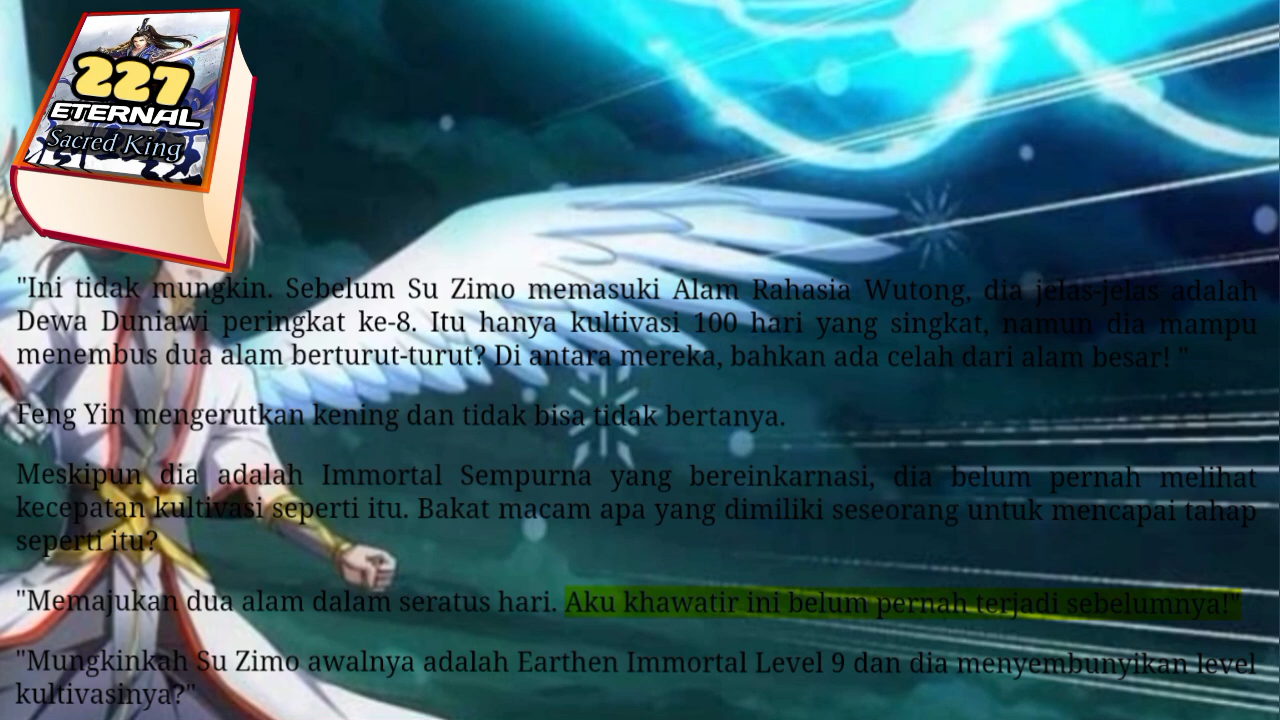 227
ETERNAL
Sacred King
"Ini tidak mungkin. Sebelum Su Zimo memasuki Alam Rahasia Wutong, dia jelas-jelas adalah
Dewa Duniawi peringkat ke-8. Itu hanya kultivasi 100 hari yang singkat, namun dia mampu
menembus dua alam berturut-turut? Di antara mereka, bahkan ada celah dari alam besar! "
Feng Yin mengerutkan kening dan tidak bisa tidak bertanya.
Meskipun dia adalah Immortal Sempurna yang bereinkarnasi, dia belum pernah melihat
kecepatan kultivasi seperti itu. Bakat macam apa yang dimiliki seseorang untuk mencapai tahap
seperti itu?
"Memajukan dua alam dalam seratus hari. Aku khawatir ini belum pernah terjadi sebelumnya!"
"Mungkinkah Su Zimo awalnya adalah Earthen Immortal Level 9 dan dia menyembunyikan level
kultivasinya?"